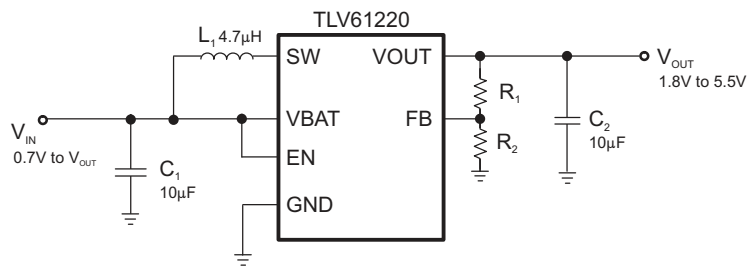 TLV61220
L1 4.7µH
SW
VOUT
VOUT
1.8V to 5.5V
R1
VBAT
FB
VIN
0.7V to VOUT
C2
10µF
R2
EN
C1
10µF
GND